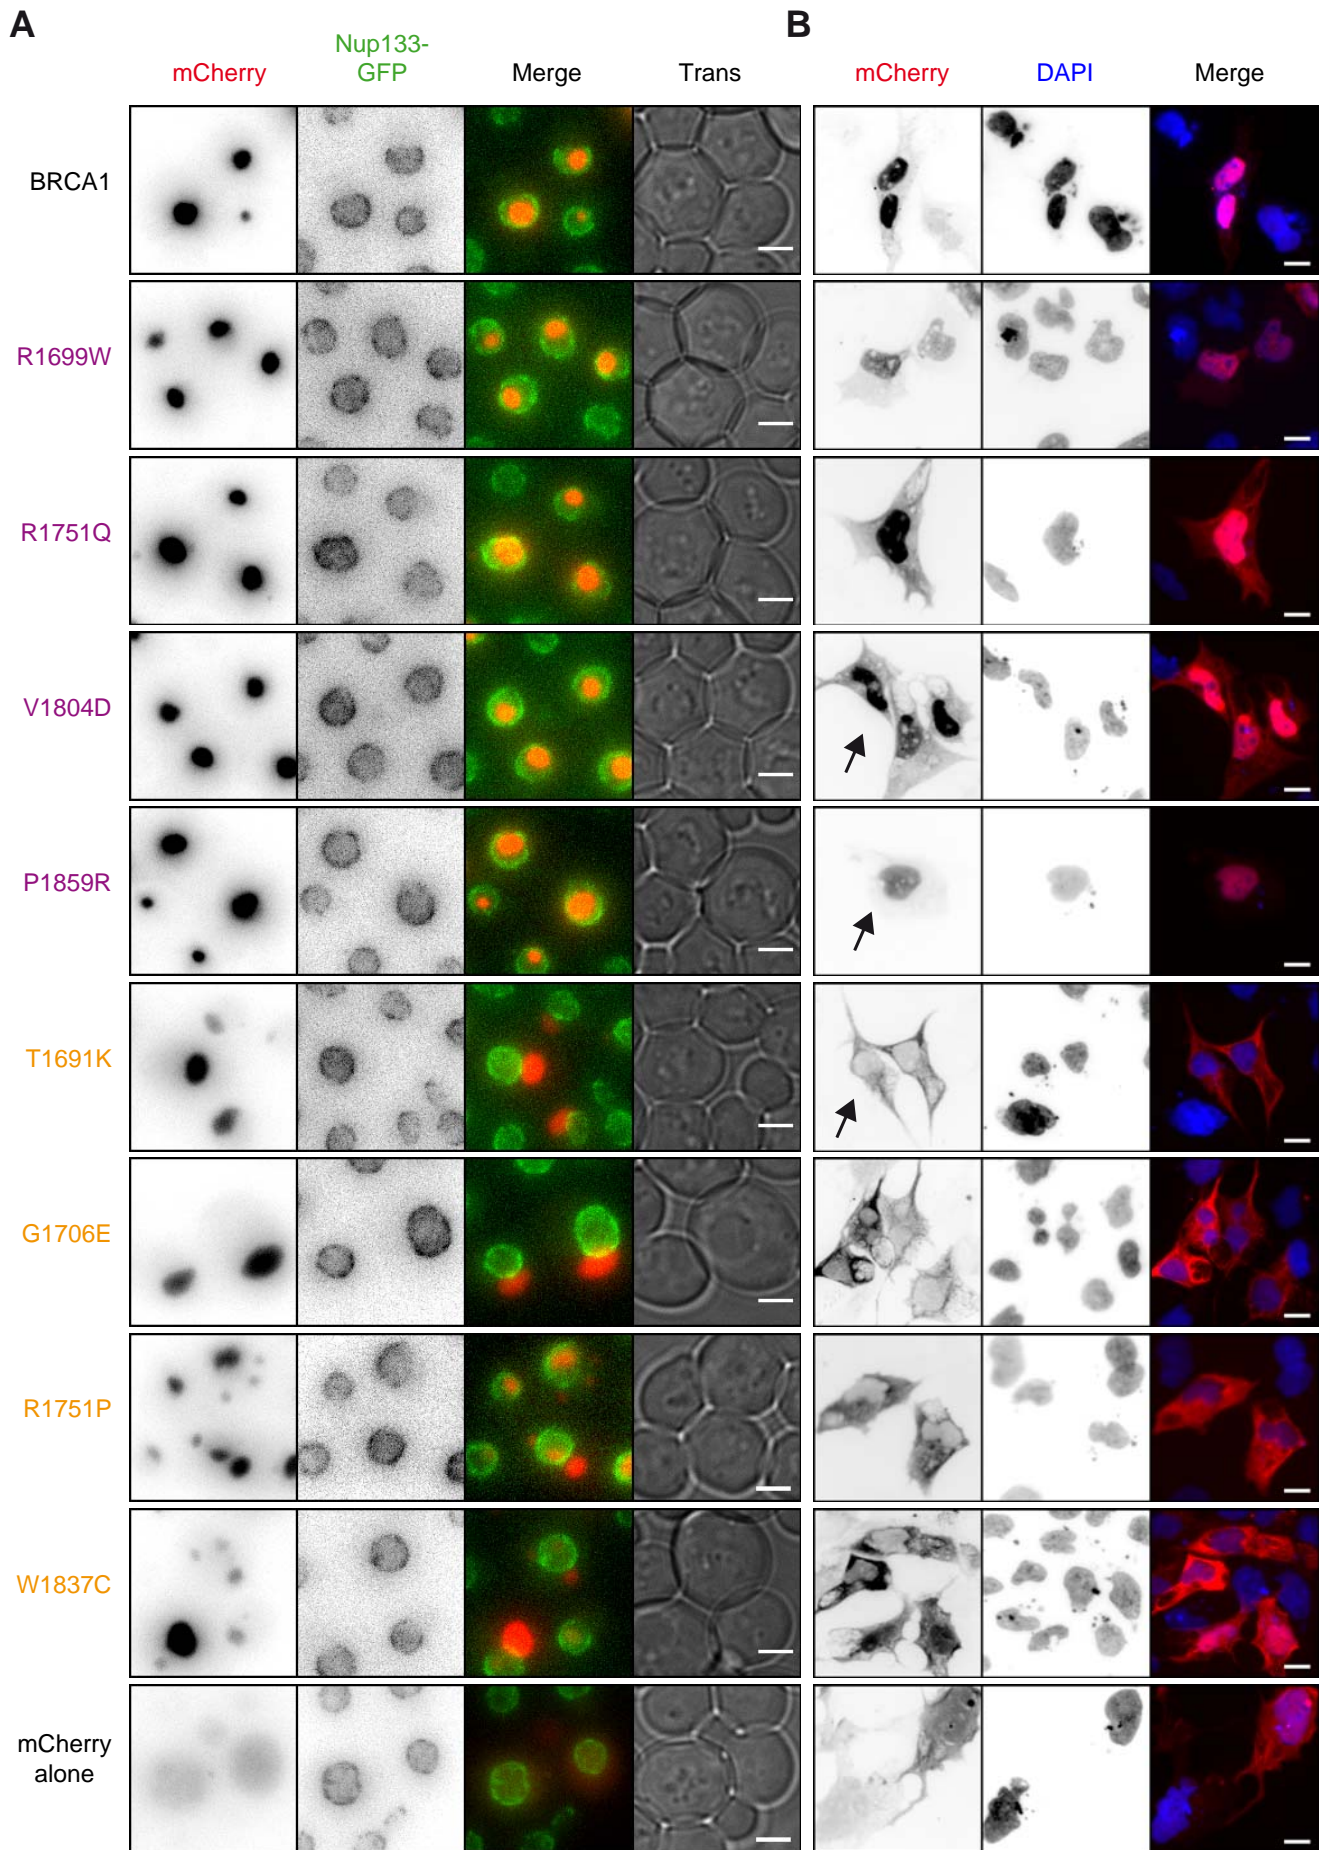 A
B
mCherry
Nup133-
GFP
Merge
Trans
mCherry
DAPI
Merge
BRCA1
R1699W
R1751Q
V1804D
P1859R
T1691K
G1706E
R1751P
W1837C
mCherry
alone